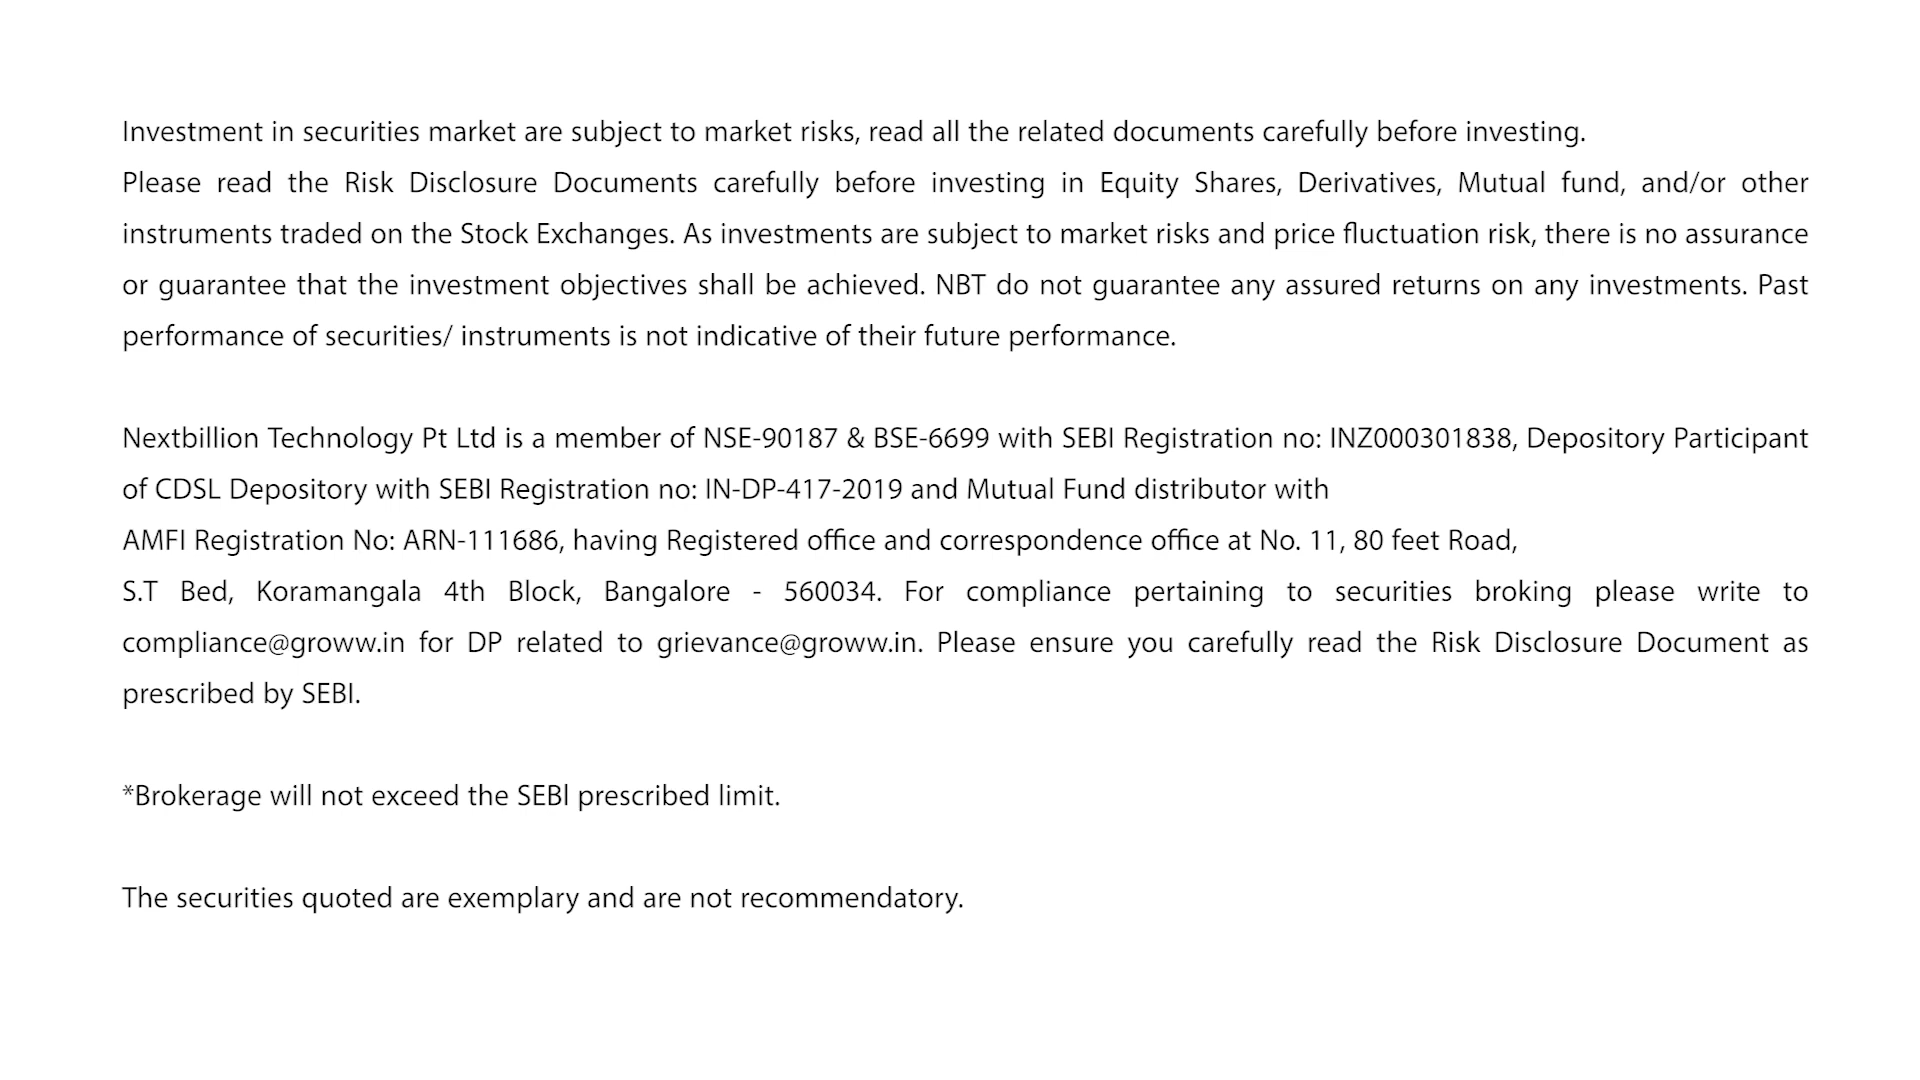 Investment in securities market are subject to market risks, read all the related documents carefully before investing.
Please read the Risk Disclosure Documents carefully before investing in Equity Shares, Derivatives, Mutual fund, and/or other
instruments traded on the Stock Exchanges. As investments are subject to market risks and price fluctuation risk, there is no assurance
or guarantee that the investment objectives shall be achieved. NBT do not guarantee any assured returns on any investments. Past
performance of securities/ instruments is not indicative of their future performance.
Nextbillion Technology Pt Ltd is a member of NSE-90187 & BSE-6699 with SEBI Registration no: INZ000301838, Depository Participant
of CDSL Depository with SEBI Registration no: IN-DP-417-2019 and Mutual Fund distributor with
AMFI Registration No: ARN-111686, having Registered office and correspondence office at No. 11, 80 feet Road,
S.T Bed, Koramangala 4th Block, Bangalore - 560034. For compliance pertaining to securities broking please write to
compliance@groww.in for DP related to grievance@groww.in. Please ensure you carefully read the Risk Disclosure Document as
prescribed by SEBI.
*Brokerage will not exceed the SEBI prescribed limit.
The securities quoted are exemplary and are not recommendatory.